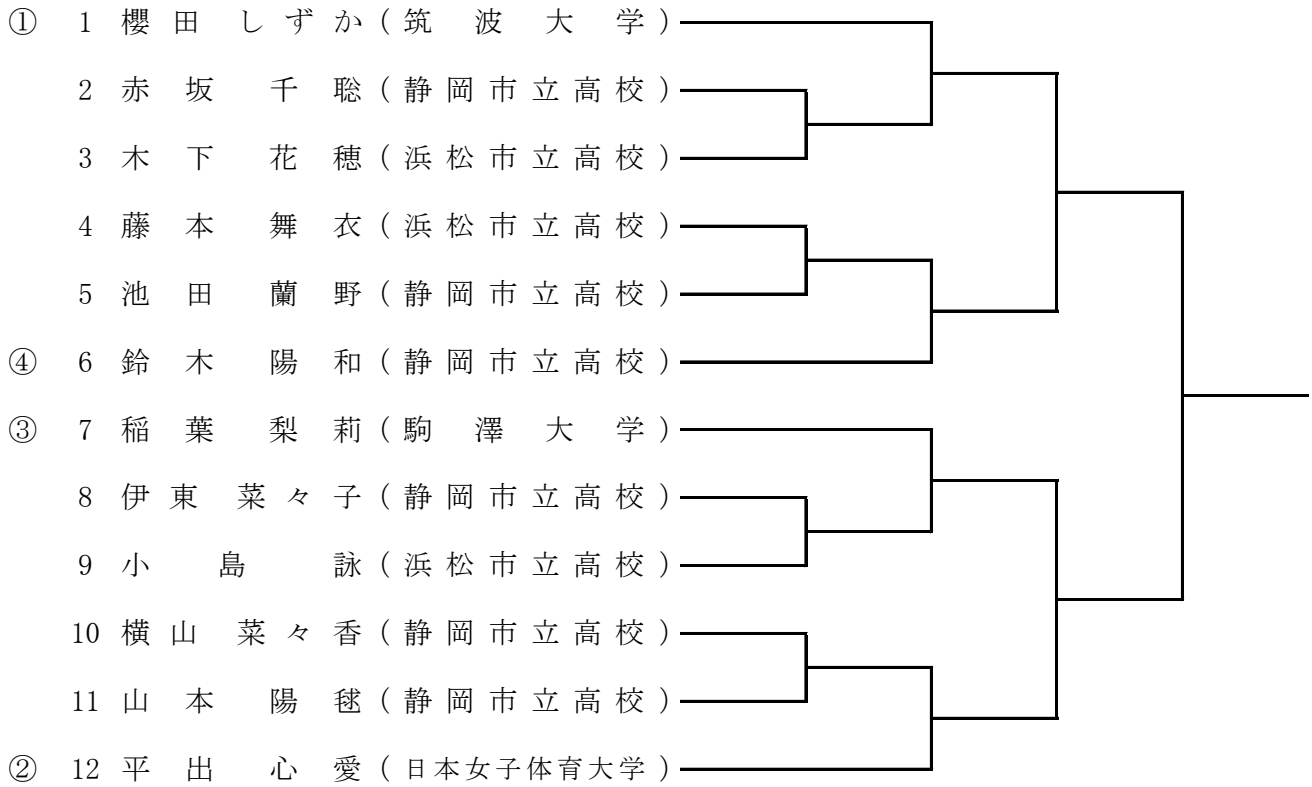 ① 1 櫻田 しずか (筑波大学)
2 赤坂 千聡 (静岡市立高校)
3 木下 花穂 (浜松市立高校)
4 藤本 舞衣 (浜松市立高校)
5 池田 蘭野 (静岡市立高校)
④ 6 鈴木 陽和 (静岡市立高校)
③ 7 稲葉 梨莉 (駒澤大学)
8 伊東 菜々子 (静岡市立高校)
9 小島 詠 (浜松市立高校)
10 横山 菜々香 (静岡市立高校)
11 山本 陽毬 (静岡市立高校)
② 12 平出 心愛 (日本女子体育大学)